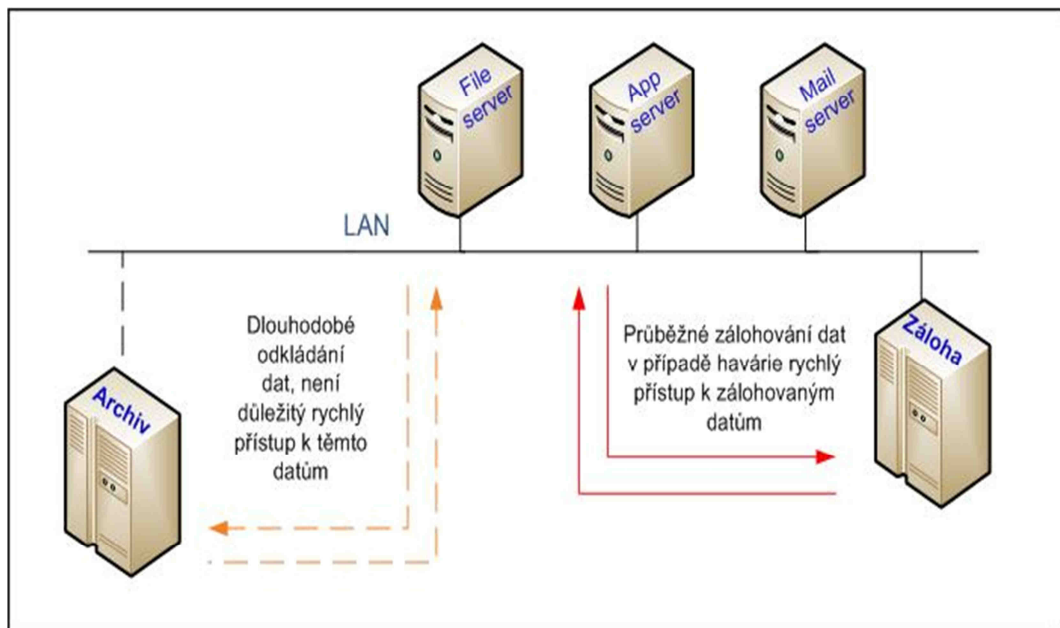 File
server
App
server
Mail
server
LAN
Dlouhodobé
odkládání
dat, není
důležitý rychlý
přístup k těmto
datům
Průběžné zálohování dat
v případě havárie rychlý
přístup k zálohovaným
datům
Záloha
Archiv